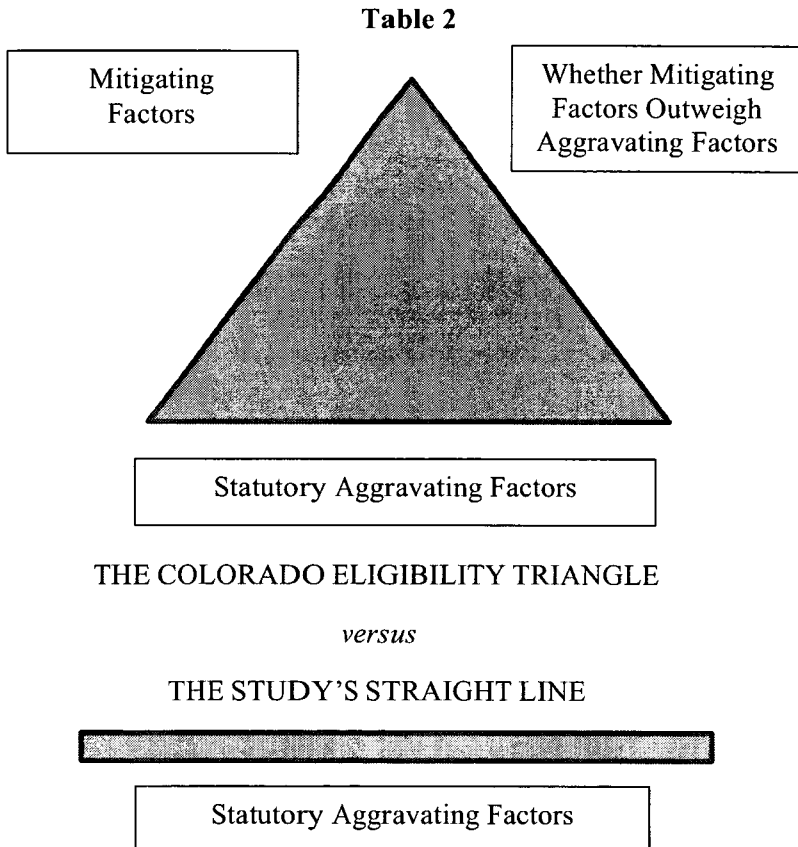 Table 2
Mitigating
Factors
Whether Mitigating
Factors Outweigh
Aggravating Factors
Statutory Aggravating Factors
THE COLORADO ELIGIBILITY TRIANGLE
versus
THE STUDY'S STRAIGHT LINE
Statutory Aggravating Factors